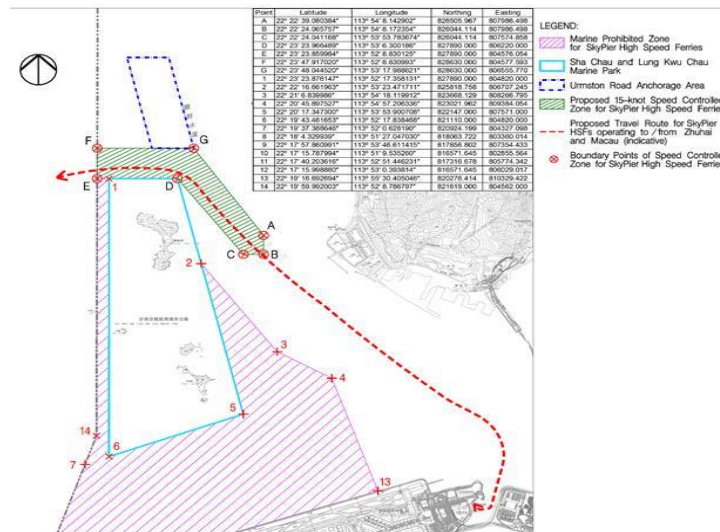 Point Latitude Longitude Northing Easting
A 22° 22' 39.080384" 113° 54' 8.142902" 826505.967 807986.498
B 22° 22' 24.065757" 113° 54' 8.172354" 826044.114 807986.498
C 22° 22' 24.041168" 113° 53' 53.783674" 826044.114 807574.858
D 22° 23' 23.966489" 113° 53' 6.300186" 827890.000 806220.000
E 22° 23' 23.859984" 113° 52' 8.830125" 827890.000 804576.054
F 22° 23' 47.917020" 113° 52' 8.830993" 828630.000 804577.593
G 22° 23' 48.044520" 113° 53' 17.988621" 828630.000 806555.770
1 22° 23' 23.876147" 113° 52' 17.358131" 827890.000 804820.000
2 22° 22' 16.661963" 113° 53' 23.471711" 825818.758 806707.245
3 22° 21' 6.839986" 113° 54' 18.119912" 823668.129 808266.795
4 22° 20' 45.897527" 113° 54' 57.206336" 823021.962 809384.054
5 22° 20' 17.347300" 113° 53' 53.900708" 822147.000 807571.000
6 22° 19' 43.461653" 113° 52' 17.836468" 821110.000 804820.000
7 22° 19' 37.368646" 113° 52' 0.628190" 820924.199 804327.098
8 22° 18' 4.329939" 113° 51' 27.047030" 818063.722 803360.014
9 22° 17' 57.860991" 113° 53' 46.611415" 817856.802 807354.433
10 22° 17' 15.787994" 113° 51' 9.535260" 816571.645 802855.564
11 22° 17' 40.203616" 113° 52' 51.446231" 817316.678 805774.342
12 22° 17' 15.998880" 113° 53' 0.393814" 816571.645 806029.017
13 22° 19' 16.692694" 113° 55' 30.405046" 820278.414 810329.422
14 22° 19' 59.992003" 113° 52' 8.786797" 821619.000 804562.000
LEGEND:
Marine Prohibited Zone
for SkyPier High Speed Ferries
Sha Chau and Lung Kwu Chau
Marine Park
Urmston Road Anchorage Area
Proposed 15-knot Speed Controlled
Zone for SkyPier High Speed Ferries
Proposed Travel Route for SkyPier
HSFs operating to / from Zhuhai
and Macau (indicative)
Boundary Points of Speed Controlled
Zone for SkyPier High Speed Ferries
F
G
E
1
D
A
C
B
2
3
4
5
14
6
7
13